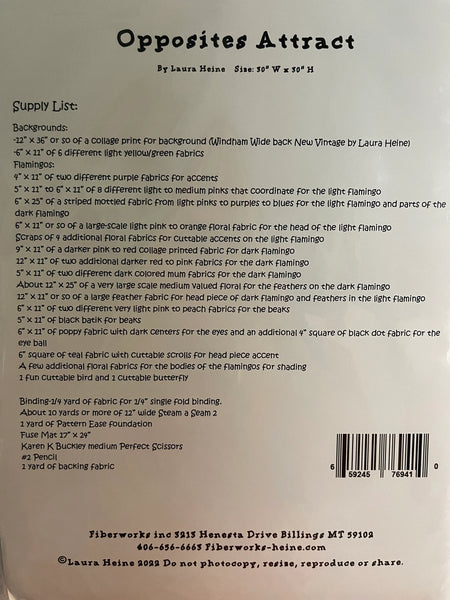 Opposites Attract
By Laura Heine Size: 30" W x 30" H
Supply List:
Backgrounds:
-12" X 36" or so of a collage print for background (Windham Wide back New Vintage by Laura Heine)
-6" X 11" of 6 different light yellow/green fabrics
Flamingos:
4" X 11" of two different purple fabrics for accents
5" X 11" to 6" X 11" of 8 different light to medium pinks that coordinate for the light flamingo
6" X 25" of a striped mottled fabric from light pinks to purples to blues for the light flamingo and parts of the
dark flamingo
6" X 11" or so of a large-scale light pink to orange floral fabric for the head of the light flamingo
Scraps of 4 additional floral fabrics for cuttable accents on the light flamingo
9" X 11" of a darker pink to red collage printed fabric for dark flamingo
12" X 11" of two additional darker red to pink fabrics for the dark flamingo
5" X 11" of two different dark colored mum fabrics for the dark flamingo
About 12" X 25" of a very large scale medium valued floral for the feathers on the dark flamingo
12" X 11" or so of a large feather fabric for head piece of dark flamingo and feathers in the light flamingo
6" X 11" of two different very light pink to peach fabrics for the beaks
5" X 11" of black batik for beaks
6" X 11" of poppy fabric with dark centers for the eyes and an additional 4" square of black dot fabric for the
eye ball
6" square of teal fabric with cuttable scrolls for head piece accent
A few additional floral fabrics for the bodies of the flamingos for shading
1 fun cuttable bird and 1 cuttable butterfly
Binding-1/4 yard of fabric for 1/4" single fold binding.
About 10 yards or more of 12" wide Steam a Seam 2
1 yard of Pattern Ease foundation
Fuse Mat 17" X 24"
Karen K Buckley medium Perfect Scissors
#2 Pencil
1 yard of backing fabric
6 59245 76941 0
Fiberworks inc 3213 Henesta Drive Billings MT 59102
406-656-6663 Fiberworks-heine.com
©Laura Heine 2022 Do not photocopy, resize, reproduce or share.